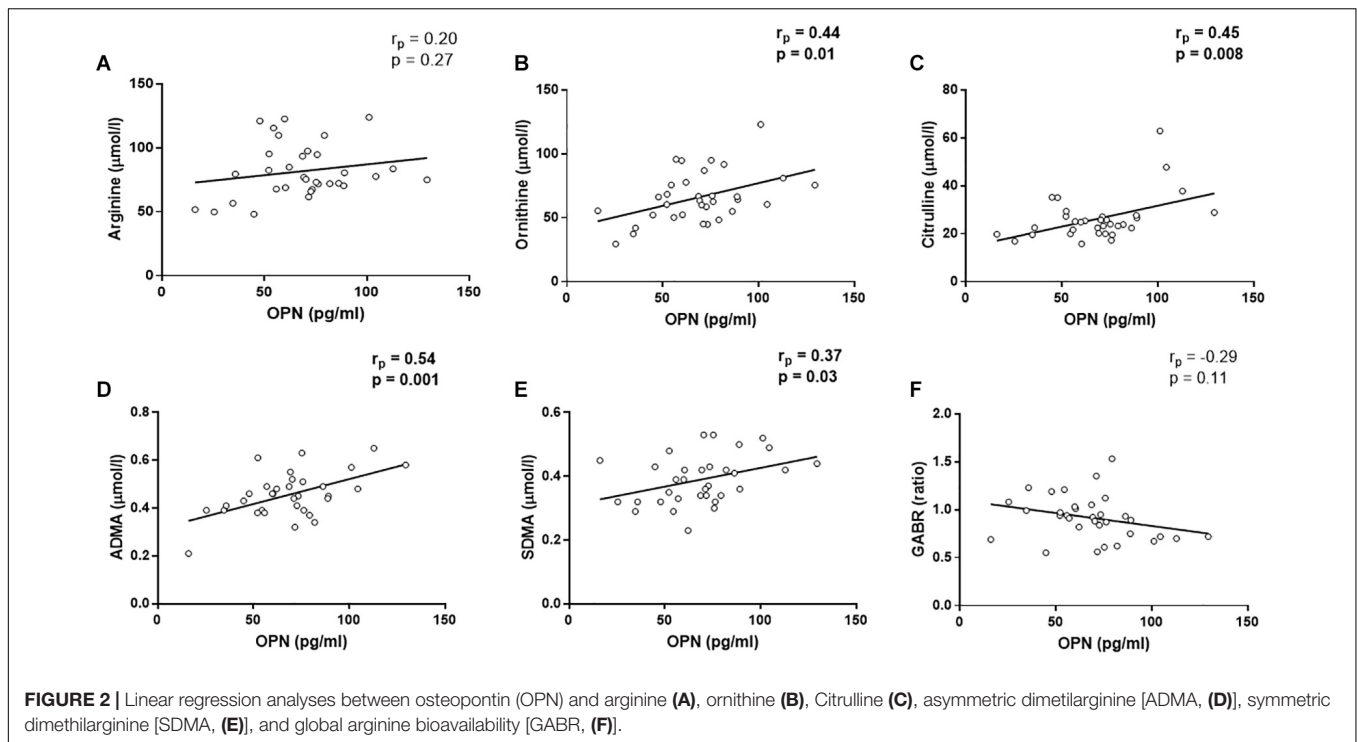 A
r_p = 0.20
p = 0.27
Arginine (µmol/l)
150
100
50
0
0 50 100 150
OPN (pg/ml)
B
r_p = 0.44
p = 0.01
Ornithine (µmol/l)
150
100
50
0
0 50 100 150
OPN (pg/ml)
C
r_p = 0.45
p = 0.008
Citrulline (µmol/l)
80
60
40
20
0
0 50 100 150
OPN (pg/ml)
D
r_p = 0.54
p = 0.001
ADMA (µmol/l)
0.8
0.6
0.4
0.2
0.0
0 50 100 150
OPN (pg/ml)
E
r_p = 0.37
p = 0.03
SDMA (µmol/l)
0.6
0.4
0.2
0.0
0 50 100 150
OPN (pg/ml)
F
r_p = -0.29
p = 0.11
GABR (ratio)
2.0
1.5
1.0
0.5
0.0
0 50 100 150
OPN (pg/ml)
FIGURE 2 | Linear regression analyses between osteopontin (OPN) and arginine (A), ornithine (B), Citrulline (C), asymmetric dimetilarginine [ADMA, (D)], symmetric
dimethilarginine [SDMA, (E)], and global arginine bioavailability [GABR, (F)].